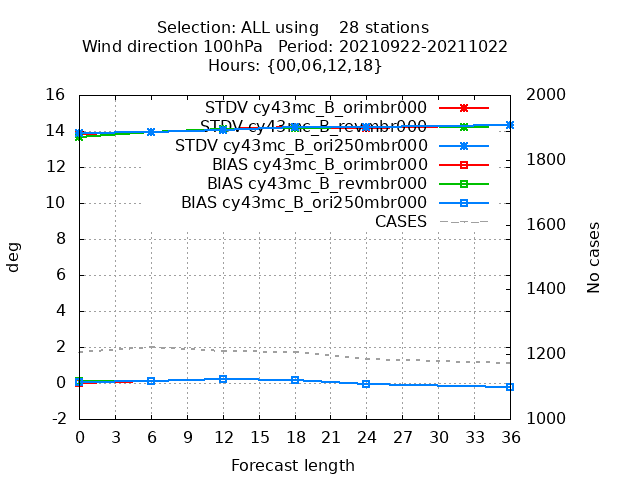 Selection: ALL using    28 stations
Wind direction 100hPa   Period: 20210922-20211022
Hours: {00,06,12,18}
16 2000
STDV cy43mc_B_orimbr000
14 STDV cy43mc_B_revmbr000
STDV cy43mc_B_ori250mbr000 1800
12 BIAS cy43mc_B_orimbr000
BIAS cy43mc_B_revmbr000
10 BIAS cy43mc_B_ori250mbr000
CASES 1600
8
deg No cases
6
1400
4
2 1200
0
-2 1000
0 3 6 9 12 15 18 21 24 27 30 33 36
Forecast length